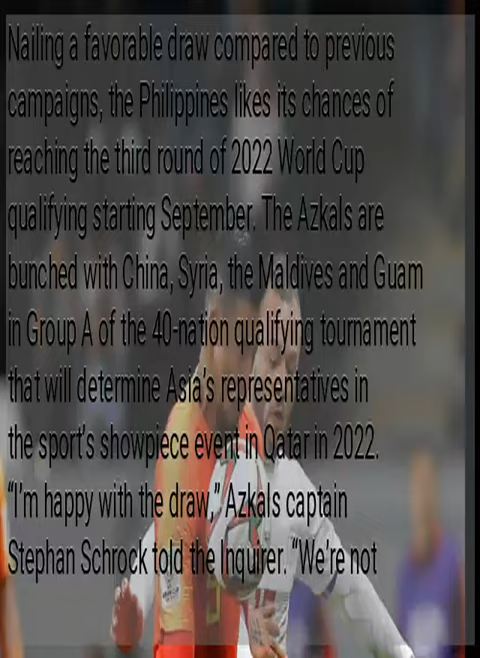 Nailing a favorable draw compared to previous
campaigns, the Philippines likes its chances of
reaching the third round of 2022 World Cup
qualifying starting September. The Azkals are
bunched with China, Syria, the Maldives and Guam
in Group A of the 40-nation qualifying tournament
that will determine Asia's representatives in
the sport's showpiece event in Qatar in 2022.
“I'm happy with the draw,” Azkals captain
Stephan Schrock told the Inquirer. “We're not